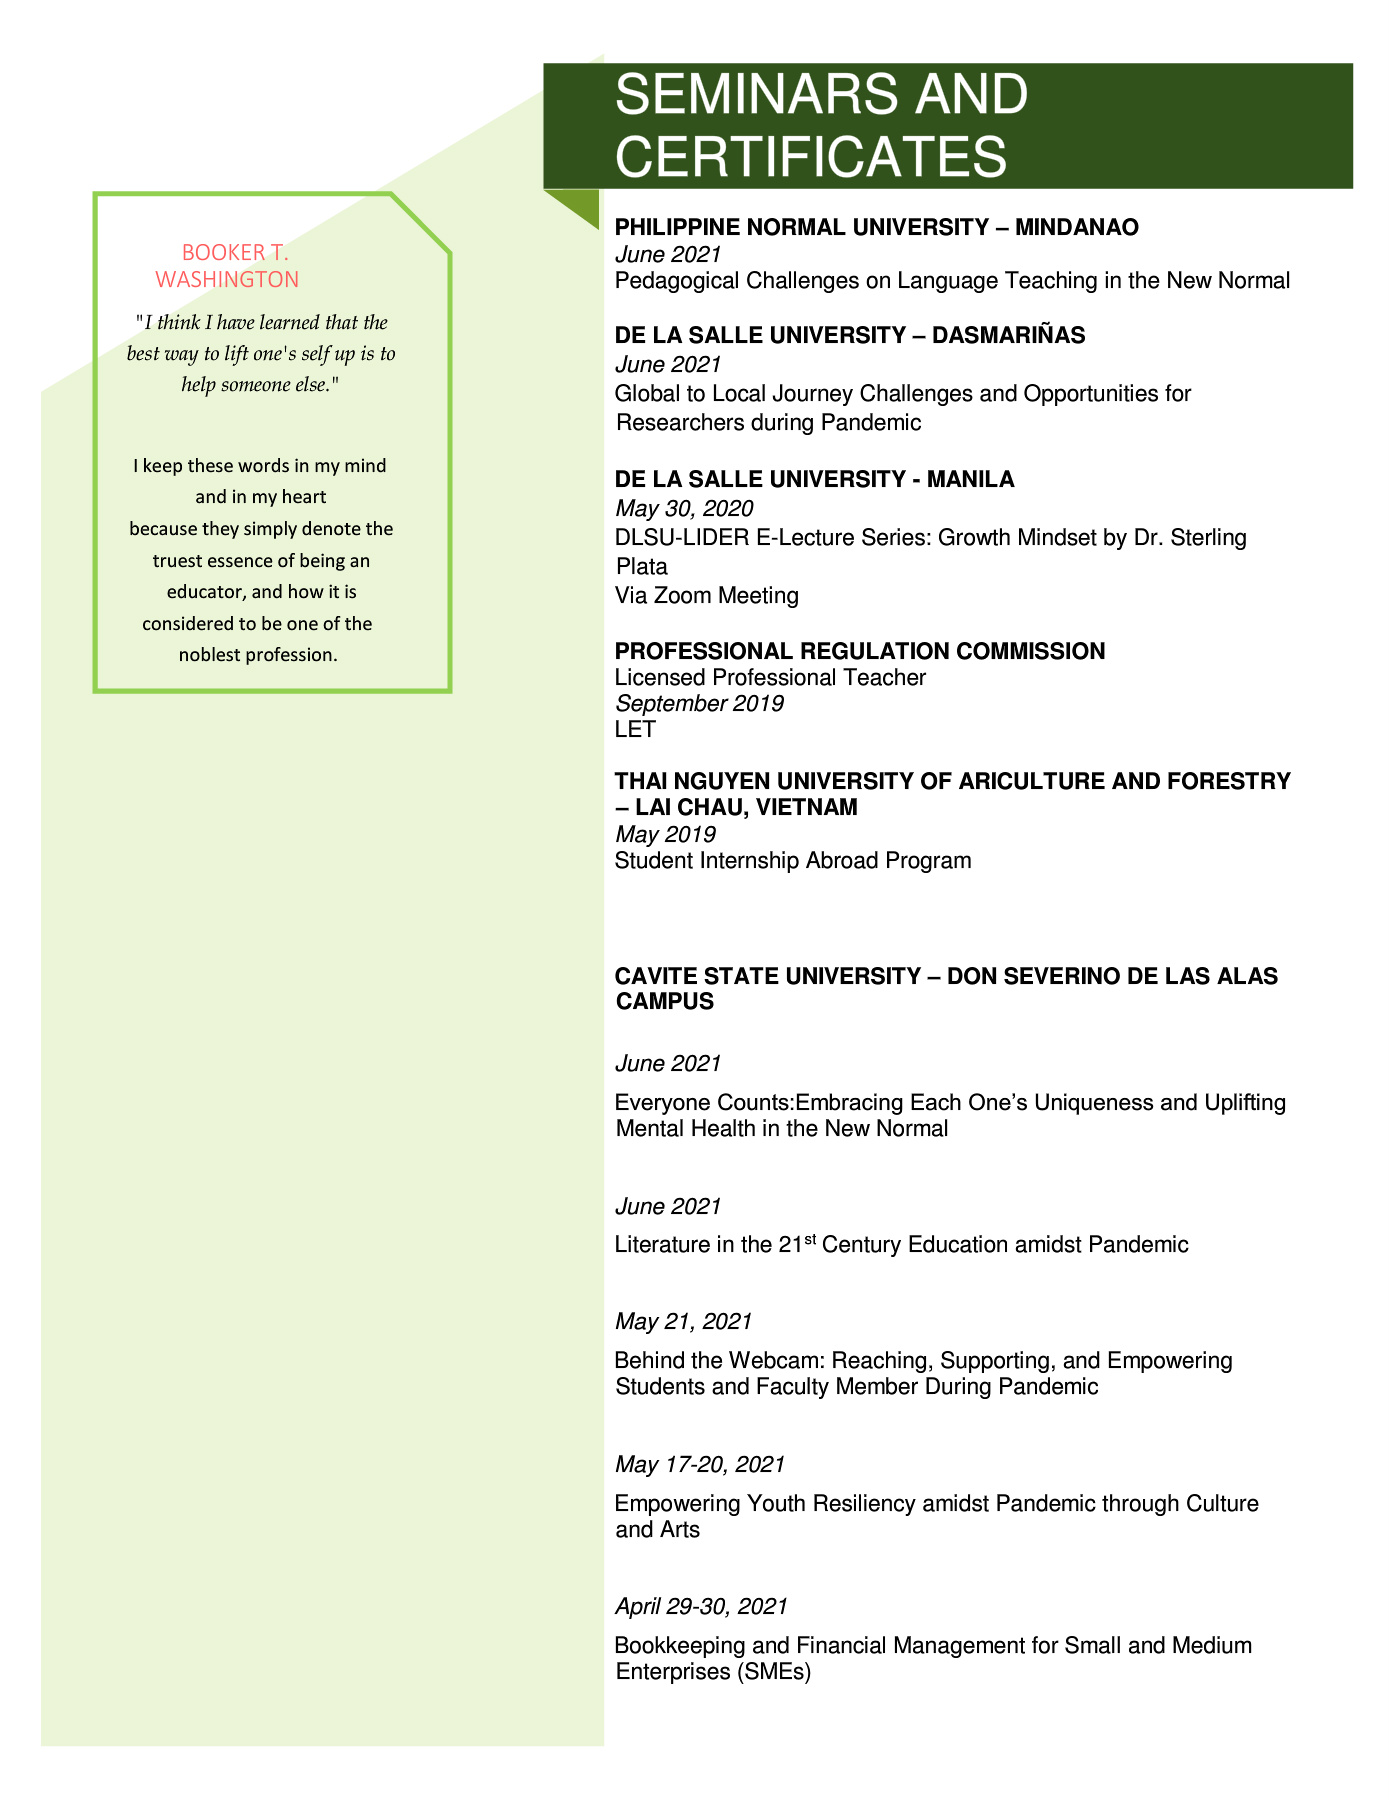 SEMINARS AND
CERTIFICATES
BOOKER T.
WASHINGTON
"I think I have learned that the
best way to lift one's self up is to
help someone else."
I keep these words in my mind
and in my heart
because they simply denote the
truest essence of being an
educator, and how it is
considered to be one of the
noblest profession.
PHILIPPINE NORMAL UNIVERSITY – MINDANAO
June 2021
Pedagogical Challenges on Language Teaching in the New Normal
DE LA SALLE UNIVERSITY – DASMARIÑAS
June 2021
Global to Local Journey Challenges and Opportunities for
Researchers during Pandemic
DE LA SALLE UNIVERSITY - MANILA
May 30, 2020
DLSU-LIDER E-Lecture Series: Growth Mindset by Dr. Sterling
Plata
Via Zoom Meeting
PROFESSIONAL REGULATION COMMISSION
Licensed Professional Teacher
September 2019
LET
THAI NGUYEN UNIVERSITY OF ARICULTURE AND FORESTRY
– LAI CHAU, VIETNAM
May 2019
Student Internship Abroad Program
CAVITE STATE UNIVERSITY – DON SEVERINO DE LAS ALAS
CAMPUS
June 2021
Everyone Counts:Embracing Each One’s Uniqueness and Uplifting
Mental Health in the New Normal
June 2021
Literature in the 21st Century Education amidst Pandemic
May 21, 2021
Behind the Webcam: Reaching, Supporting, and Empowering
Students and Faculty Member During Pandemic
May 17-20, 2021
Empowering Youth Resiliency amidst Pandemic through Culture
and Arts
April 29-30, 2021
Bookkeeping and Financial Management for Small and Medium
Enterprises (SMEs)